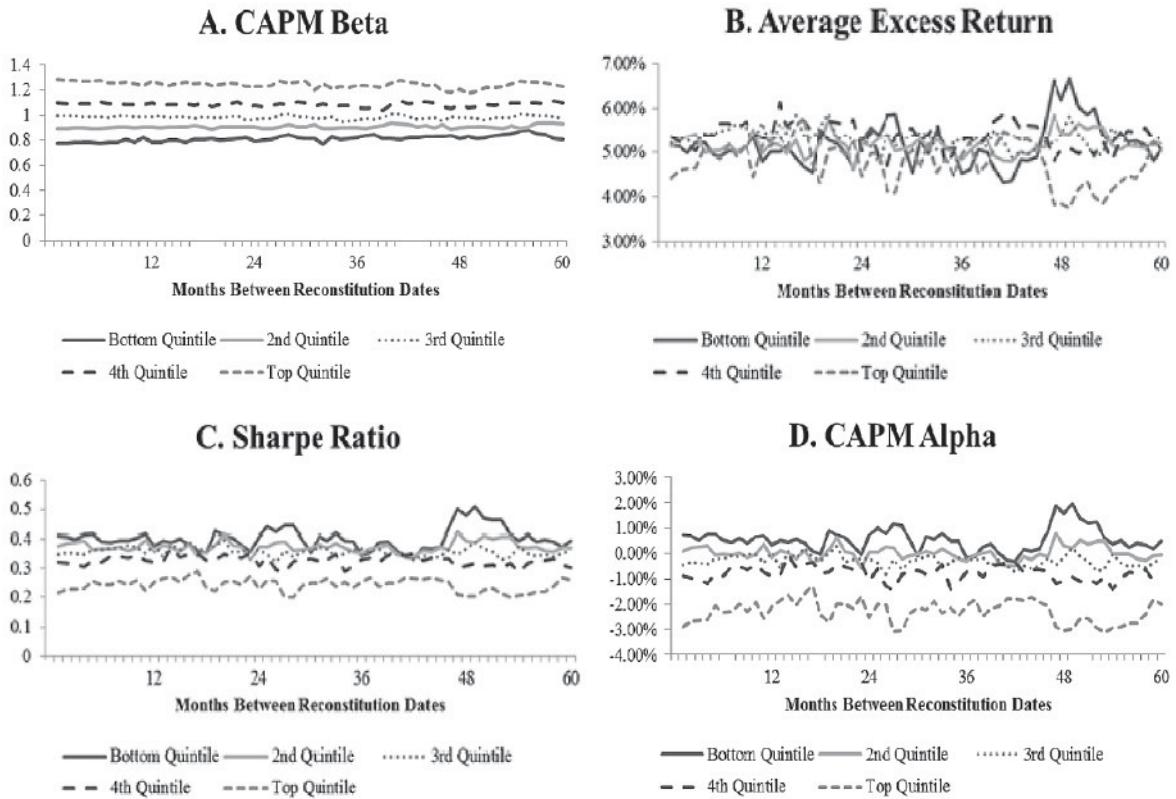 A. CAPM Beta
1.4
1.2
1
0.8
0.6
0.4
0.2
0
12 24 36 48 60
Months Between Reconstitution Dates
Bottom Quintile 2nd Quintile 3rd Quintile
4th Quintile Top Quintile
B. Average Excess Return
6.00%
5.00%
4.00%
3.00%
12 24 36 48 60
Months Between Reconstitution Dates
Bottom Quintile 2nd Quintile 3rd Quintile
4th Quintile Top Quintile
C. Sharpe Ratio
0.6
0.5
0.4
0.3
0.2
0.1
0
12 24 36 48 60
Months Between Reconstitution Dates
Bottom Quintile 2nd Quintile 3rd Quintile
4th Quintile Top Quintile
D. CAPM Alpha
3.00%
2.00%
1.00%
0.00%
-1.00%
-2.00%
-3.00%
-4.00%
12 24 36 48 60
Months Between Reconstitution Dates
Bottom Quintile 2nd Quintile 3rd Quintile
4th Quintile Top Quintile